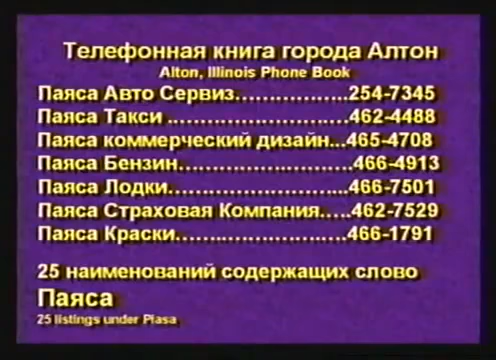 Телефонная книга города Алтон
Alton, Illinois Phone Book
Паяса Авто Сервиз..................254-7345
Паяса Такси ............................462-4488
Паяса коммерческий дизайн...465-4708
Паяса Бензин...........................466-4913
Паяса Лодки............................466-7501
Паяса Страховая Компания.....462-7529
Паяса Краски...........................466-1791
25 наименований содержащих слово
Паяса
25 listings under Piasa